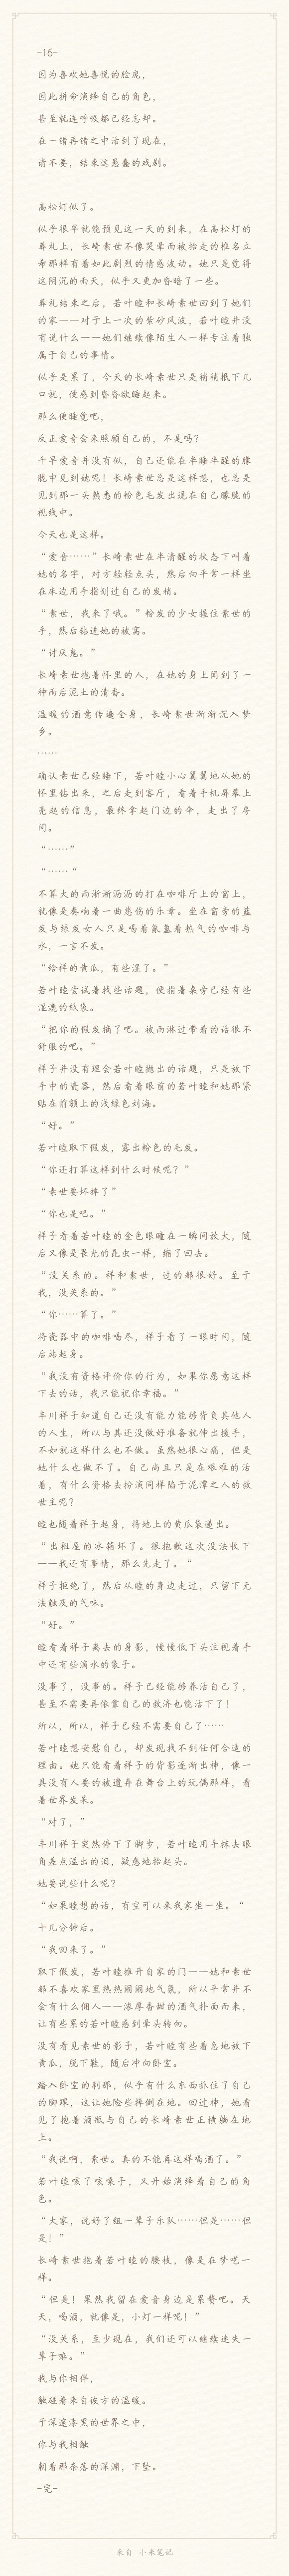 -16-
因为喜欢她喜悦的脸庞，
因此拼命演绎自己的角色，
甚至就连呼吸都已经忘却。
在一错再错之中活到了现在，
请不要，结束这愚蠢的戏剧。
高松灯似了。
似乎很早就能预见这一天的到来，在高松灯的
葬礼上，长崎素世不像哭晕而被抬走的椎名立
希那样有着如此剧烈的情感波动。她只是觉得
这阴沉的雨天，似乎又更加昏暗了一些。
葬礼结束之后，若叶睦和长崎素世回到了她们
的家——对于上一次的紫砂风波，若叶睦并没
有说什么——她们继续像陌生人一样专注着独
属于自己的事情。
似乎是累了，今天的长崎素世只是稍稍抿下几
口就，便感到昏昏欲睡起来。
那么便睡觉吧，
反正爱音会来照顾自己的，不是吗？
千早爱音并没有似，自己还能在半睡半醒的朦
胧中见到她呢！长崎素世总是这样想，也总是
见到那一头熟悉的粉色毛发出现在自己朦胧的
视线中。
今天也是这样。
“爱音……”长崎素世在半清醒的状态下叫着
她的名字，对方轻轻点头，然后向平常一样坐
在床边用手指划过自己的发梢。
“素世，我来了哦。”粉发的少女握住素世的
手，然后钻进她的被窝。
“讨厌鬼。”
长崎素世抱着怀里的人，在她的身上闻到了一
种雨后泥土的清香。
温暖的酒意传遍全身，长崎素世渐渐沉入梦
乡。
……
确认素世已经睡下，若叶睦小心翼翼地从她的
怀里钻出来，之后走到客厅，看着手机屏幕上
亮起的信息，最终拿起门边的伞，走出了房
间。
“……”
“……“
不算大的雨淅淅沥沥的打在咖啡厅上的窗上，
就像是奏响着一曲悲伤的乐章。坐在窗旁的蓝
发与绿发女人只是喝着氤氲着热气的咖啡与
水，一言不发。
“给祥的黄瓜，有些湿了。”
若叶睦尝试着找些话题，便指着桌旁已经有些
湿漉的纸袋。
“把你的假发摘了吧。被雨淋过带着的话很不
舒服的吧。”
祥子并没有理会若叶睦抛出的话题，只是放下
手中的瓷器，然后看着眼前的若叶睦和她那紧
贴在前额上的浅绿色刘海。
“好。”
若叶睦取下假发，露出粉色的毛发。
“你还打算这样到什么时候呢？”
“素世要坏掉了”
“你也是吧。”
祥子看着若叶睦的金色眼瞳在一瞬间放大，随
后又像是畏光的昆虫一样，缩了回去。
“没关系的。祥和素世，过的都很好。至于
我，没关系的。”
“你……算了。”
将瓷器中的咖啡喝尽，祥子看了一眼时间，随
后站起身。
“我没有资格评价你的行为，如果你愿意这样
下去的话，我只能祝你幸福。”
丰川祥子知道自己还没有能力能够背负其他人
的人生，所以与其还没做好准备就伸出援手，
不如就这样什么也不做。虽然她很心痛，但是
她什么也做不了。自己尚且只是在艰难的活
着，有什么资格去扮演同样陷于泥潭之人的救
世主呢？
睦也随着祥子起身，将地上的黄瓜袋递出。
“出租屋的冰箱坏了。很抱歉这次没法收下
——我还有事情，那么先走了。“
祥子拒绝了，然后从睦的身边走过，只留下无
法触及的气味。
“好。”
睦看着祥子离去的身影，慢慢低下头注视着手
中还有些滴水的袋子。
没事了，没事的。祥子已经能够养活自己了，
甚至不需要再依靠自己的救济也能活下了！
所以，所以，祥子已经不需要自己了……
若叶睦想安慰自己，却发现找不到任何合适的
理由。她只能看着祥子的背影逐渐出神，像一
具没有人要的被遗弃在舞台上的玩偶那样，看
着世界发呆。
“对了，”
丰川祥子突然停下了脚步，若叶睦用手抹去眼
角差点溢出的泪，疑惑地抬起头。
她要说些什么呢？
“如果睦想的话，有空可以来我家坐一坐。“
十几分钟后。
“我回来了。”
取下假发，若叶睦推开自家的门——她和素世
都不喜欢家里热热闹闹地气氛，所以平常并不
会有什么佣人——浓厚香甜的酒气扑面而来，
让有些累的若叶睦感到晕头转向。
没有看见素世的影子，若叶睦有些着急地放下
黄瓜，脱下鞋，随后冲向卧室。
踏入卧室的刹那，似乎有什么东西抓住了自己
的脚踝，这让她险些摔倒在地。回过神，她看
见了抱着酒瓶与自己的长崎素世正横躺在地
上。
“我说啊，素世。真的不能再这样喝酒了。”
若叶睦咳了咳嗓子，又开始演绎着自己的角
色。
“大家，说好了组一辈子乐队……但是……但
是！”
长崎素世抱着若叶睦的腰枝，像是在梦呓一
样。
“但是！果然我留在爱音身边是累赘吧。天
天，喝酒，就像是，小灯一样呢！”
“没关系，至少现在，我们还可以继续迷失一
辈子嘛。”
我与你相伴，
触碰着来自彼方的温暖。
于深邃漆黑的世界之中，
你与我相触
朝着那奈落的深渊，下坠。
-完-
来自 小米笔记